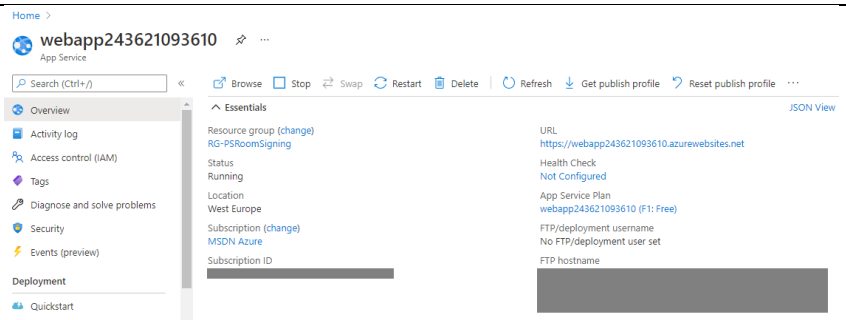 Home >
webapp243621093610 ...
App Service
Search (Ctrl+/) «
Browse Stop Swap Restart Delete Refresh Get publish profile Reset publish profile ...
Overview
Activity log
Access control (IAM)
Tags
Diagnose and solve problems
Security
Events (preview)
Deployment
Quickstart
Essentials JSON View
Resource group (change)
RG-PSRoomSigning
Status
Running
Location
West Europe
Subscription (change)
MSDN Azure
Subscription ID
URL
https://webapp243621093610.azurewebsites.net
Health Check
Not Configured
App Service Plan
webapp243621093610 (F1: Free)
FTP/deployment username
No FTP/deployment user set
FTP hostname